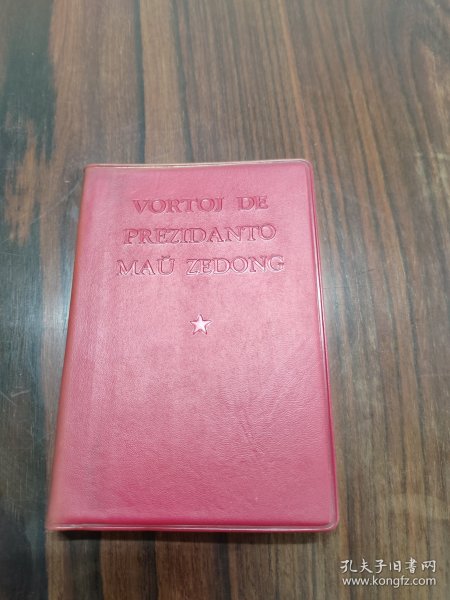 VORTOJ DE
PREZIDANTO
MAŬ ZEDONG
孔夫子旧书网
www.kongfz.com